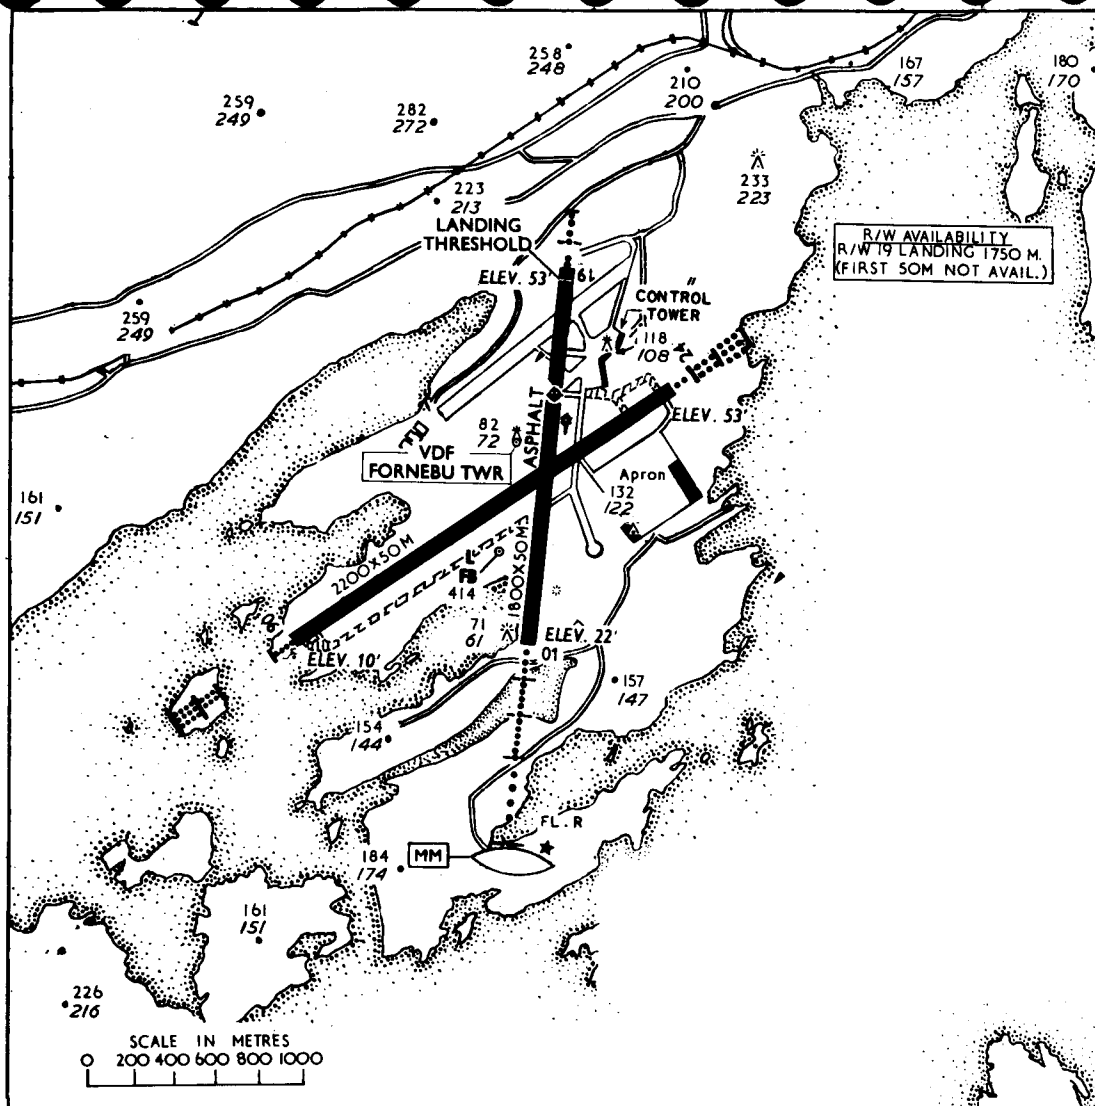 258
248
167
157
180
170
210
200
259
249
282
272
233
223
223
213
LANDING
THRESHOLD
R/W AVAILABILITY
R/W 19 LANDING 1750 M.
(FIRST 50M NOT AVAIL.)
ELEV. 53'
19
CONTROL
TOWER
259
249
118
108
ELEV. 53'
ASPHALT
82
72
VDF
FORNEBU TWR
Apron
132
122
161
151
2200X50M
1800X50M
L
FB
414
06
71
61
ELEV. 22'
01
ELEV. 10'
157
147
154
144
FL.R
MM
184
174
161
151
226
216
SCALE IN METRES
0 200 400 600 800 1000